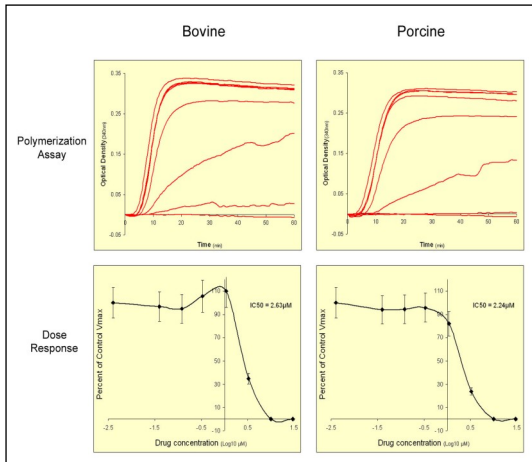 Bovine
Porcine
Polymerization
Assay
Optical Density (340nm)
0.35
0.25
0.15
0.05
-0.05
0 10 20 30 40 50 60
Time (min)
Optical Density (340nm)
0.35
0.25
0.15
0.05
-0.05
0 10 20 30 40 50 60
Time (min)
Dose
Response
Percent of Control Vmax
IC50 = 2.63µM
110
90
70
50
30
10
-10
-2.5 -1.5 -0.5 0.5 1.5
Drug concentration (Log10 µM)
Percent of Control Vmax
IC50 = 2.24µM
110
90
70
50
30
10
-10
-2.5 -1.5 -0.5 0.5 1.5
Drug concentration (Log10 µM)